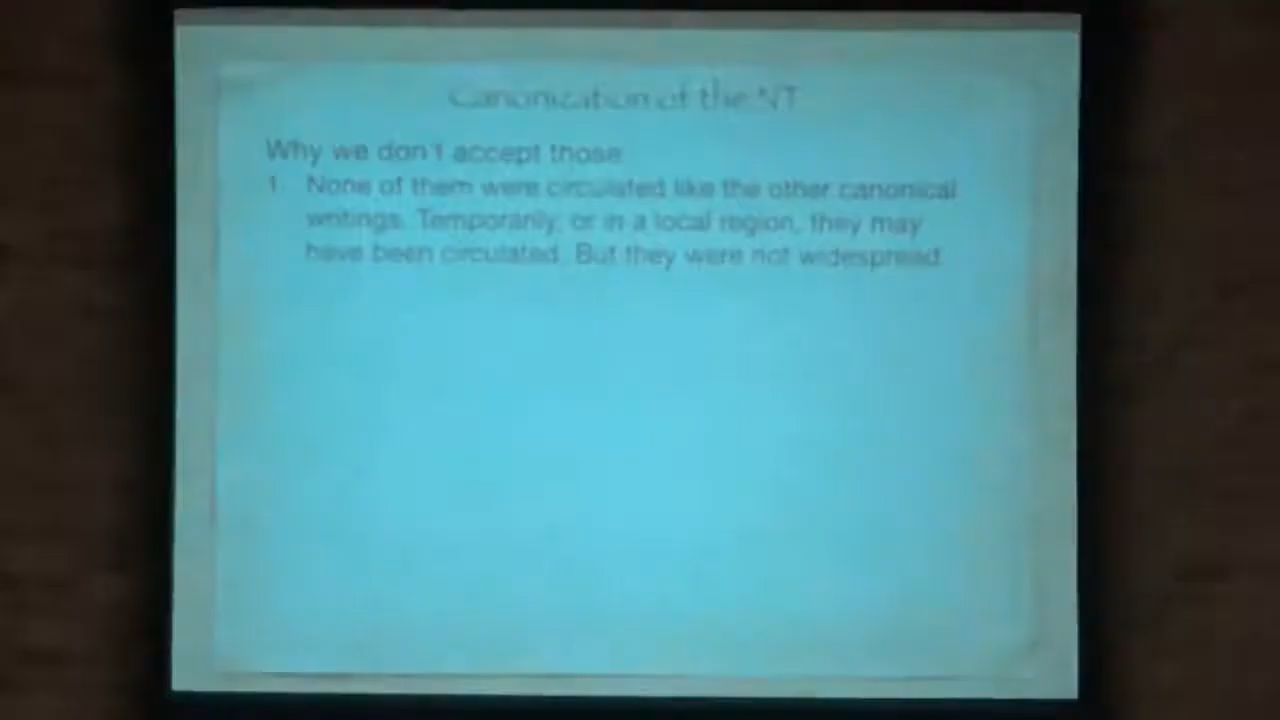 Canonization of the NT
Why we don't accept those:
1. None of them were circulated like the other canonical
writings. Temporarily, or in a local region, they may
have been circulated. But they were not widespread.